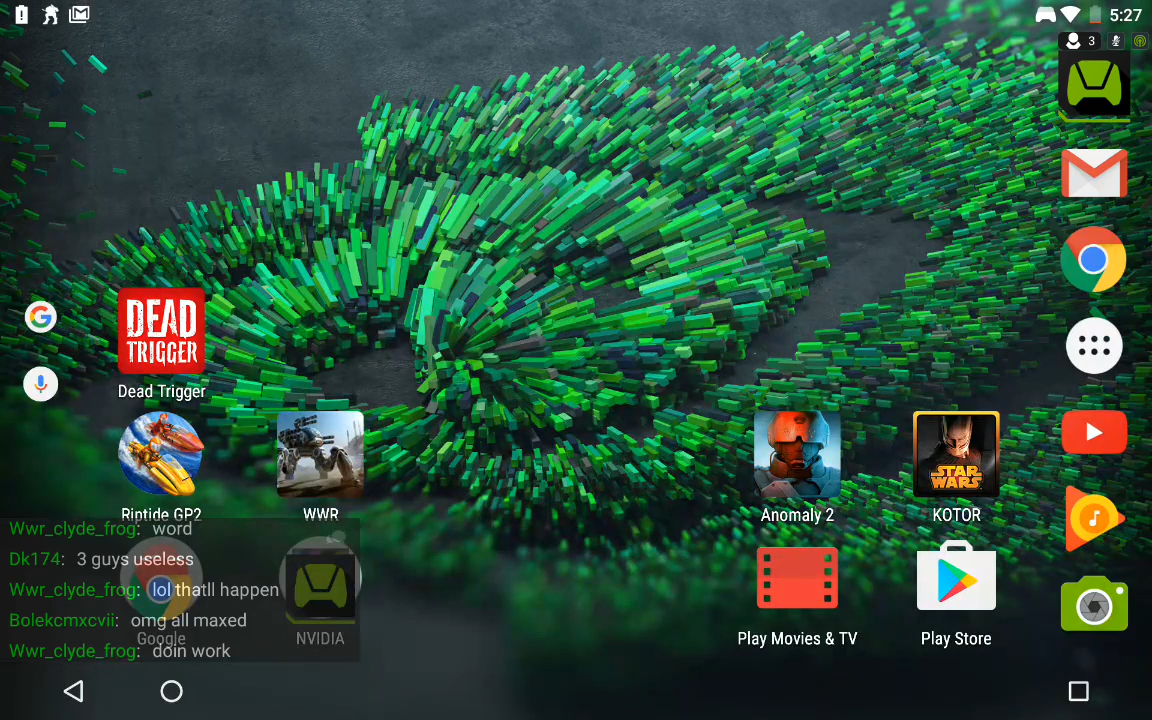 5:27
3
DEAD
TRIGGER
Dead Trigger
STAR
WARS
Riptide GP2
WWR
Anomaly 2
KOTOR
Wwr_clyde_frog: word
Dk174: 3 guys useless
Wwr_clyde_frog: lol thatll happen
Bolekcmxcvii: omg all maxed
Wwr_clyde_frog: doin work
Google
NVIDIA
Play Movies & TV
Play Store